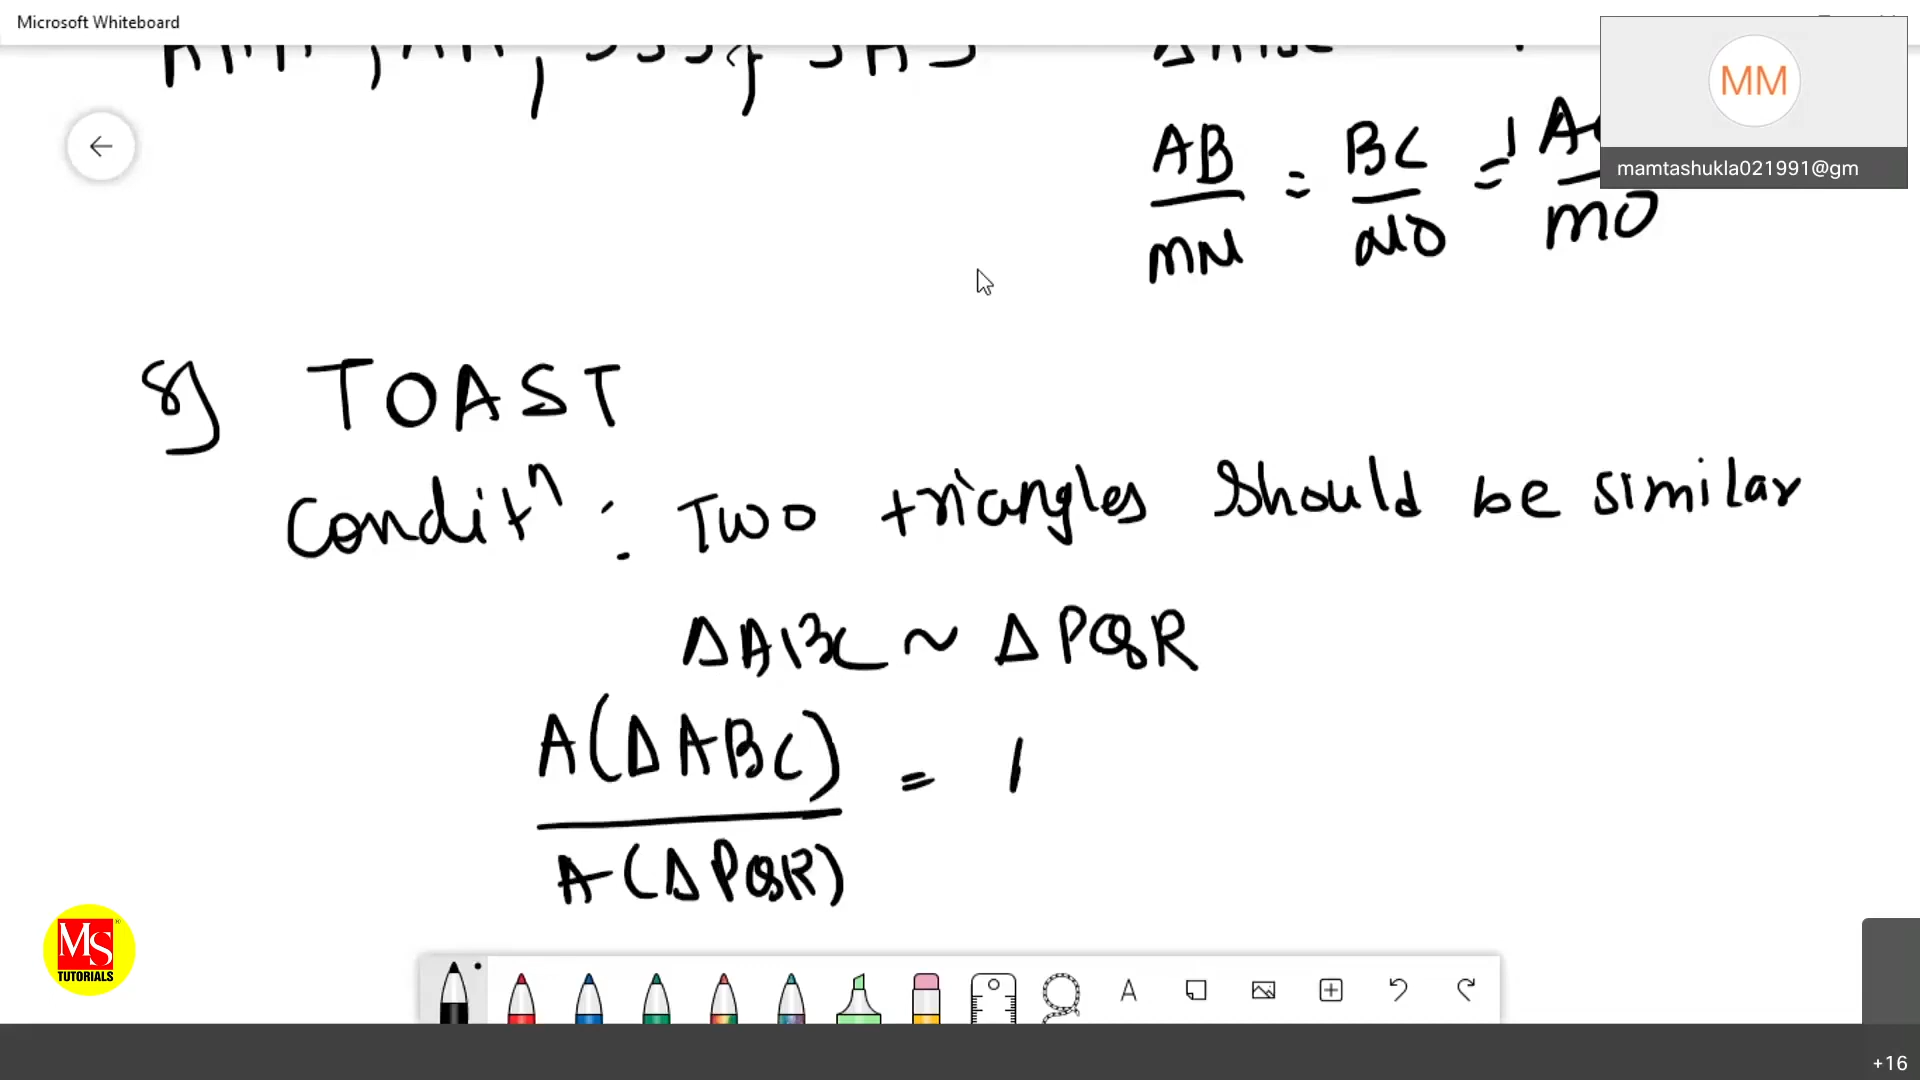 Microsoft Whiteboard
MM
mamtashukla021991@gm
AB = BC =
MN NO MO
8) TOAST
Condit^n : Two triangles should be similar
ΔABC ~ ΔPQR
A(ΔABC) =
A(ΔPQR)
MS
TUTORIALS
A
+16